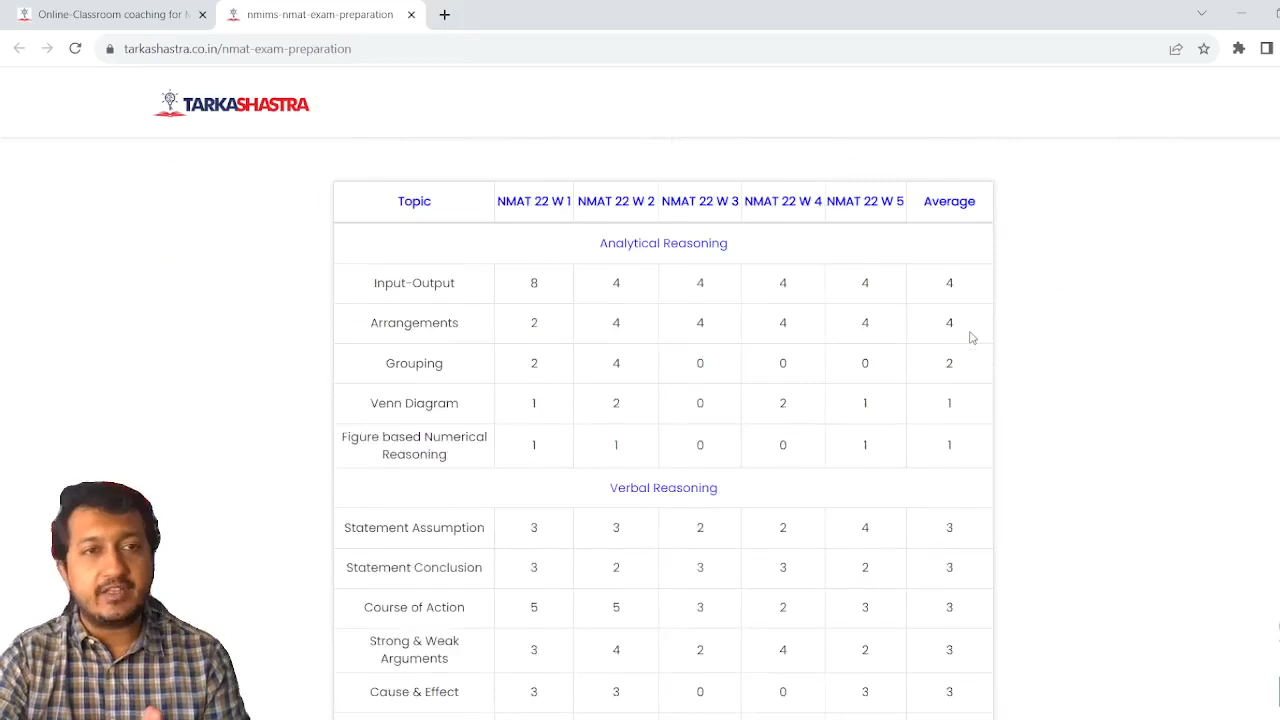 Online-Classroom coaching for N
nmims-nmat-exam-preparation
tarkashastra.co.in/nmat-exam-preparation
TARKASHASTRA
Topic NMAT 22 W 1 NMAT 22 W 2 NMAT 22 W 3 NMAT 22 W 4 NMAT 22 W 5 Average
Analytical Reasoning
Input-Output 8 4 4 4 4 4
Arrangements 2 4 4 4 4 4
Grouping 2 4 0 0 0 2
Venn Diagram 1 2 0 2 1 1
Figure based Numerical
Reasoning 1 1 0 0 1 1
Verbal Reasoning
Statement Assumption 3 3 2 2 4 3
Statement Conclusion 3 2 3 3 2 3
Course of Action 5 5 3 2 3 3
Strong & Weak
Arguments 3 4 2 4 2 3
Cause & Effect 3 3 0 0 3 3